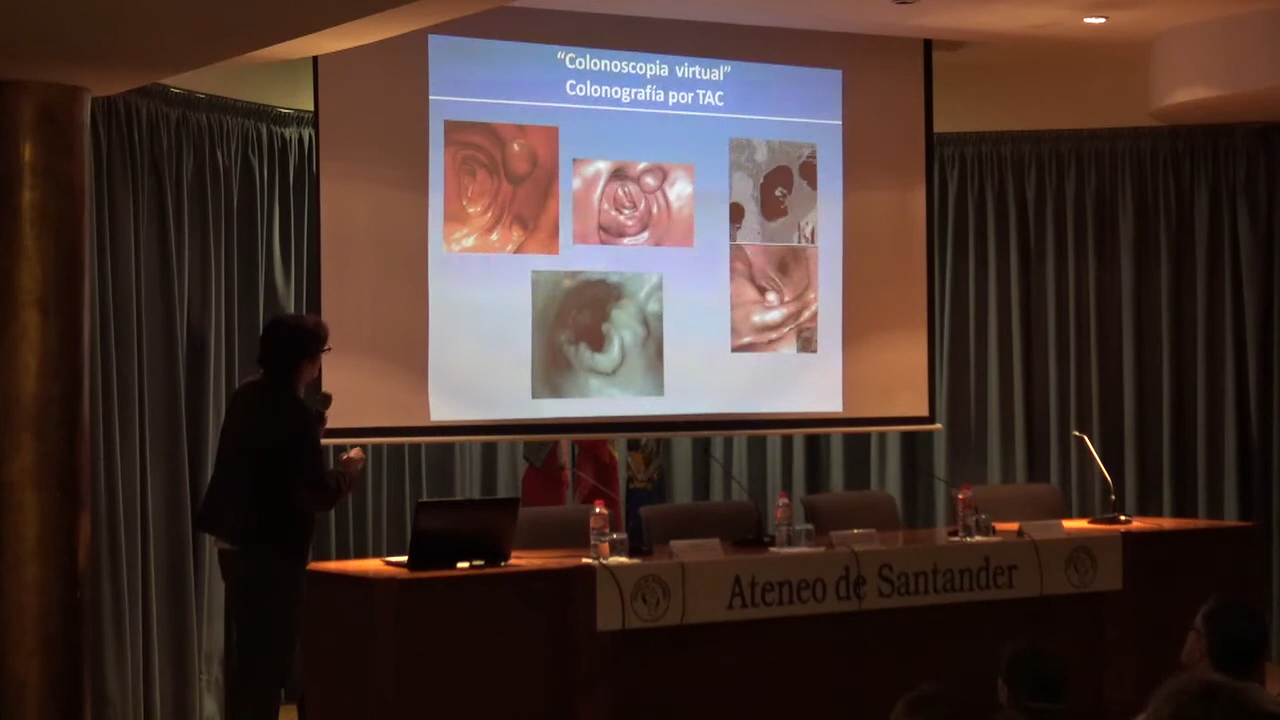 “Colonoscopia virtual”
Colonografía por TAC
Ateneo de Santander